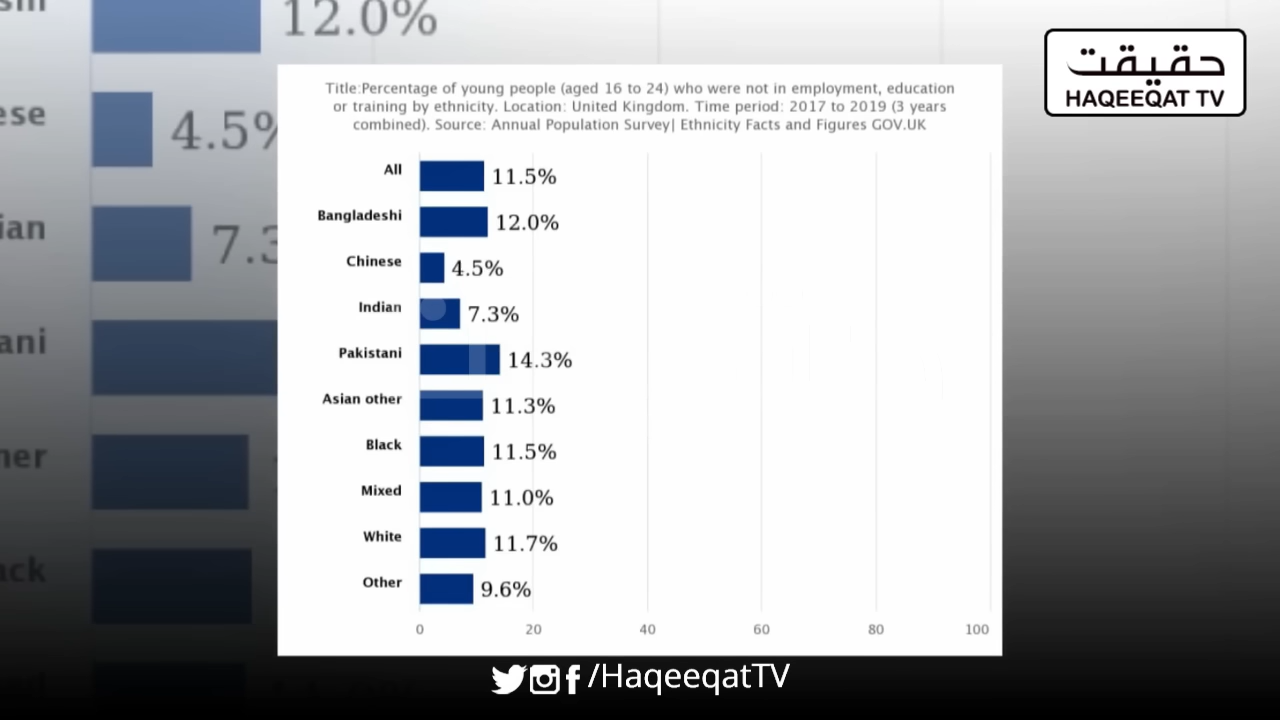 12.0%
حقيقت
HAQEEQAT TV
Title:Percentage of young people (aged 16 to 24) who were not in employment, education
or training by ethnicity. Location: United Kingdom. Time period: 2017 to 2019 (3 years
combined). Source: Annual Population Survey| Ethnicity Facts and Figures GOV.UK
4.5%
All 11.5%
Bangladeshi 12.0%
Chinese 4.5%
Indian 7.3%
Pakistani 14.3%
Asian other 11.3%
Black 11.5%
Mixed 11.0%
White 11.7%
Other 9.6%
0 20 40 60 80 100
/HaqeeqatTV